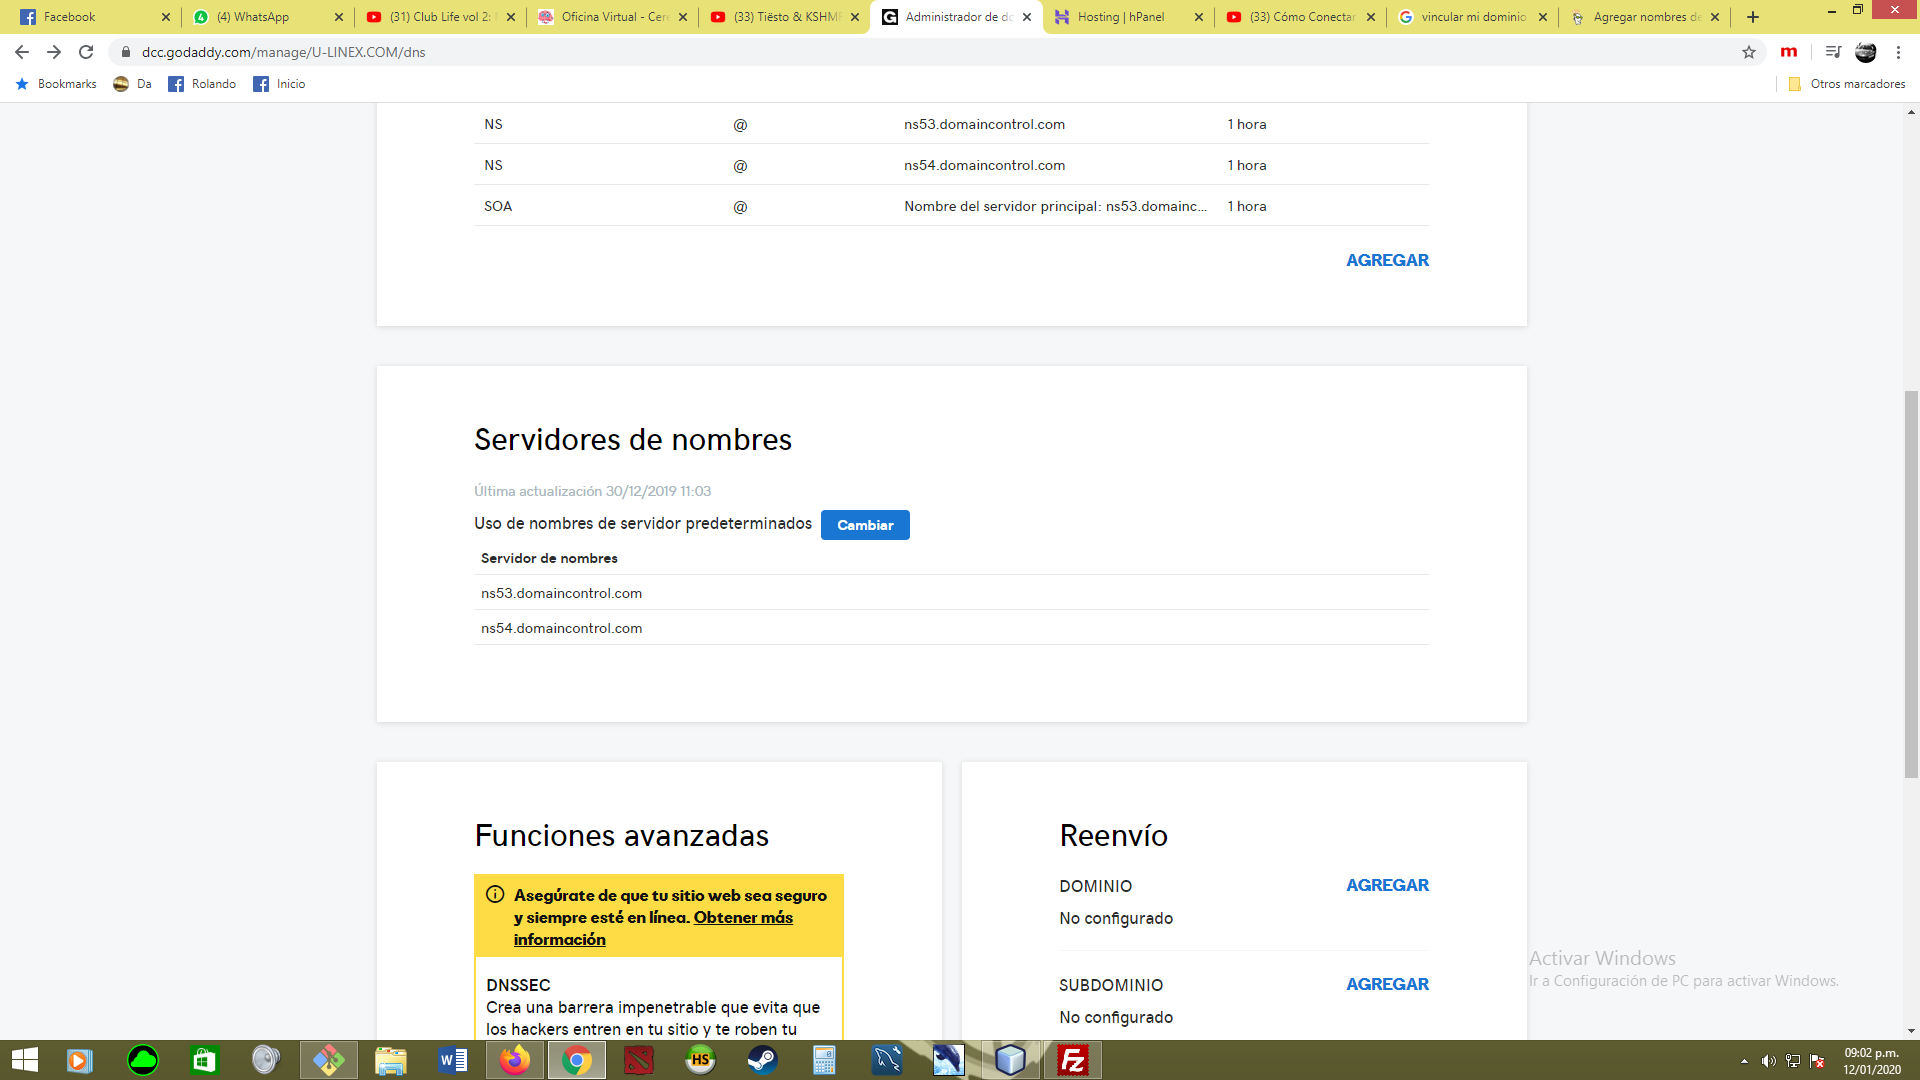 Facebook
(4) WhatsApp
(31) Club Life vol 2:
Oficina Virtual - Cere
(33) Tiësto & KSHMR
Administrador de do
Hosting | hPanel
(33) Cómo Conectar
vincular mi dominio
Agregar nombres de
dcc.godaddy.com/manage/U-LINEX.COM/dns
m
Bookmarks
Da
Rolando
Inicio
Otros marcadores
NS @ ns53.domaincontrol.com 1 hora
NS @ ns54.domaincontrol.com 1 hora
SOA @ Nombre del servidor principal: ns53.domainc... 1 hora
AGREGAR
Servidores de nombres
Última actualización 30/12/2019 11:03
Uso de nombres de servidor predeterminados Cambiar
Servidor de nombres
ns53.domaincontrol.com
ns54.domaincontrol.com
Funciones avanzadas
Asegúrate de que tu sitio web sea seguro
y siempre esté en línea. Obtener más
información
DNSSEC
Crea una barrera impenetrable que evita que
los hackers entren en tu sitio y te roben tu
Reenvío
DOMINIO AGREGAR
No configurado
SUBDOMINIO AGREGAR
No configurado
Activar Windows
Ir a Configuración de PC para activar Windows.
HS
09:02 p.m.
12/01/2020